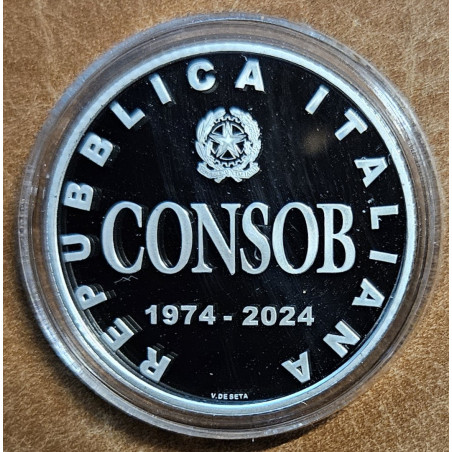 REPUBBLICA ITALIANA
CONSOB
1974 - 2024
V. DE SETA